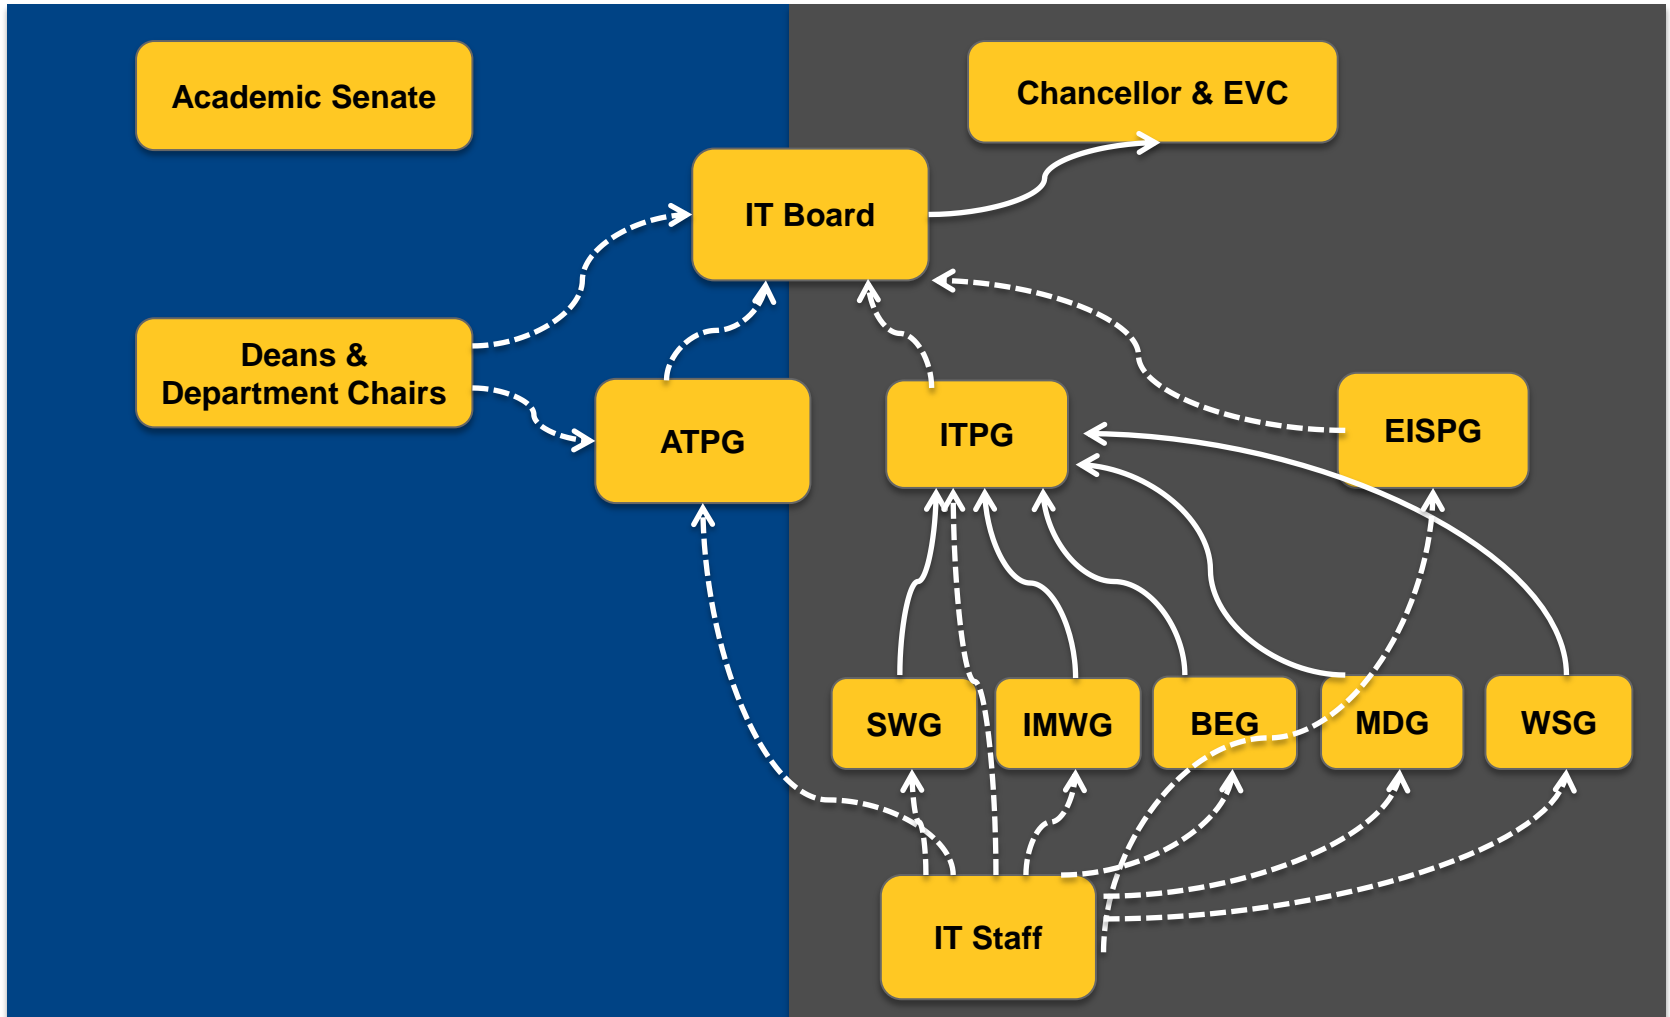 Academic Senate
Chancellor & EVC
IT Board
Deans &
Department Chairs
ATPG
ITPG
EISPG
SWG
IMWG
BEG
MDG
WSG
IT Staff